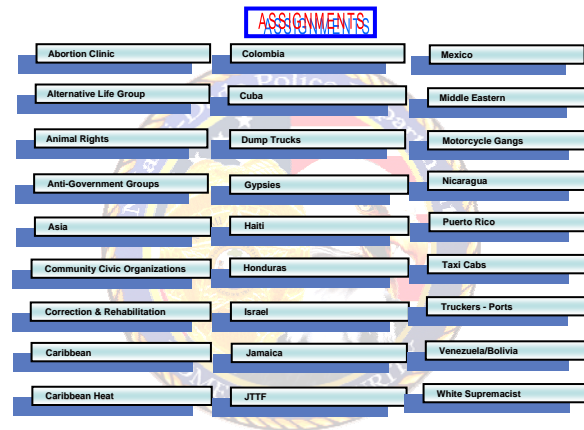 ASSIGNMENTS
Abortion Clinic
Alternative Life Group
Animal Rights
Anti-Government Groups
Asia
Community Civic Organizations
Correction & Rehabilitation
Caribbean
Caribbean Heat
Colombia
Cuba
Dump Trucks
Gypsies
Haiti
Honduras
Israel
Jamaica
JTTF
Mexico
Middle Eastern
Motorcycle Gangs
Nicaragua
Puerto Rico
Taxi Cabs
Truckers - Ports
Venezuela/Bolivia
White Supremacist